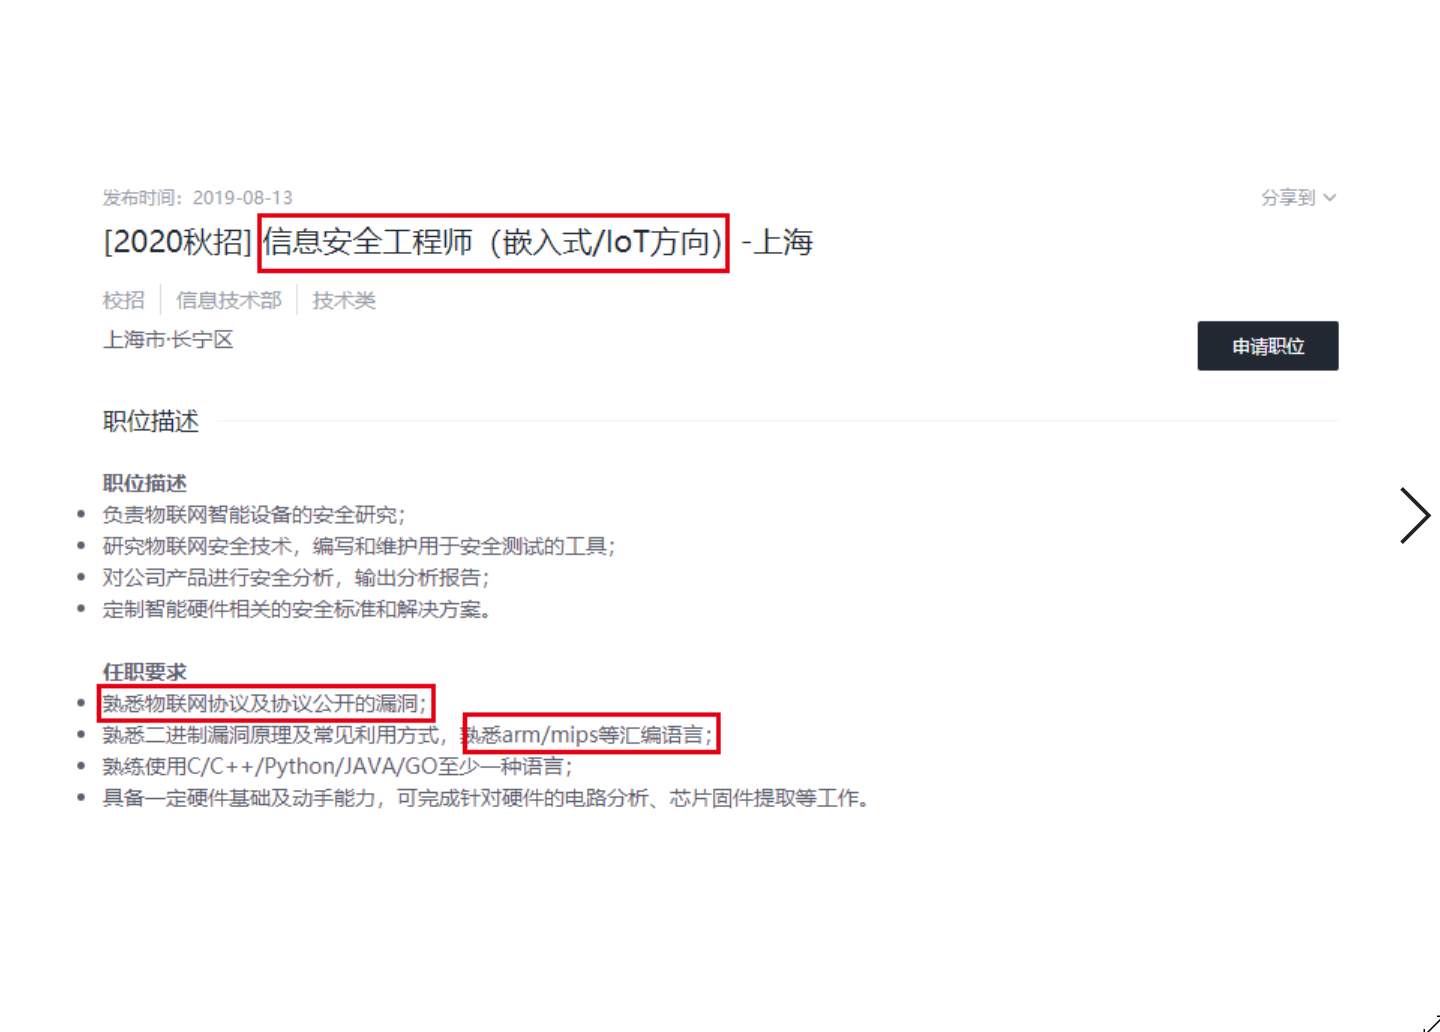 发布时间：2019-08-13
分享到
[2020秋招] 信息安全工程师（嵌入式/IoT方向） -上海
校招 信息技术部 技术类
上海市·长宁区
申请职位
职位描述
职位描述
负责物联网智能设备的安全研究；
研究物联网安全技术，编写和维护用于安全测试的工具；
对公司产品进行安全分析，输出分析报告；
定制智能硬件相关的安全标准和解决方案。
任职要求
熟悉物联网协议及协议公开的漏洞；
熟悉二进制漏洞原理及常见利用方式，熟悉arm/mips等汇编语言；
熟练使用C/C++/Python/JAVA/GO至少一种语言；
具备一定硬件基础及动手能力，可完成针对硬件的电路分析、芯片固件提取等工作。